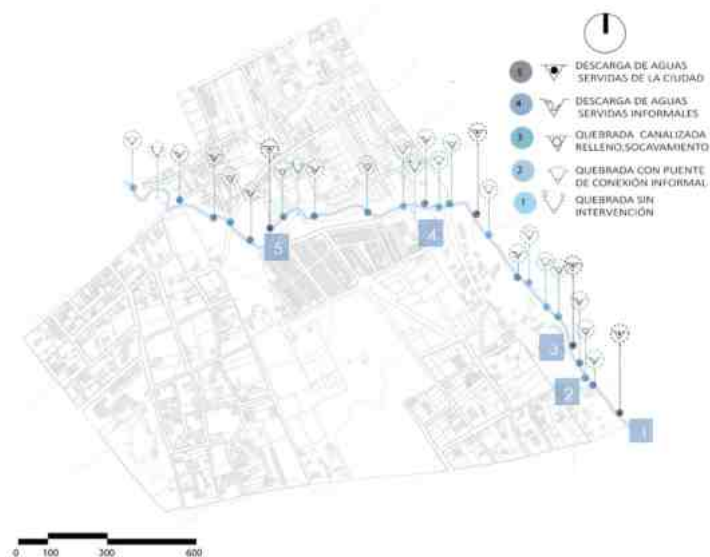 5 DESCARGA DE AGUAS
SERVIDAS DE LA CIUDAD
4 DESCARGA DE AGUAS
SERVIDAS INFORMALES
3 QUEBRADA CANALIZADA
RELLENO,SOCAVAMIENTO
2 QUEBRADA CON PUENTE
DE CONEXIÓN INFORMAL
1 QUEBRADA SIN
INTERVENCIÓN
5
4
3
2
1
0 100 300 600